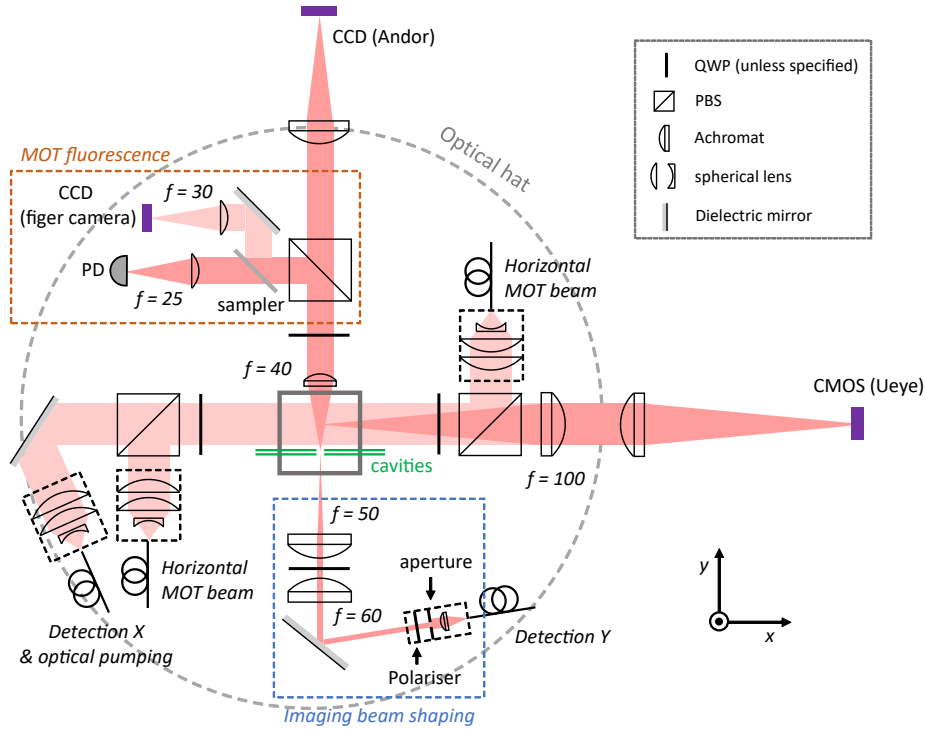 CCD (Andor)
QWP (unless specified)
PBS
Achromat
spherical lens
Dielectric mirror
Optical hat
MOT fluorescence
CCD
(figer camera)
f = 30
PD
f = 25
sampler
Horizontal
MOT beam
f = 40
CMOS (Ueye)
cavities
f = 100
f = 50
aperture
Horizontal
MOT beam
f = 60
Detection X
& optical pumping
Detection Y
Polariser
Imaging beam shaping
y
x